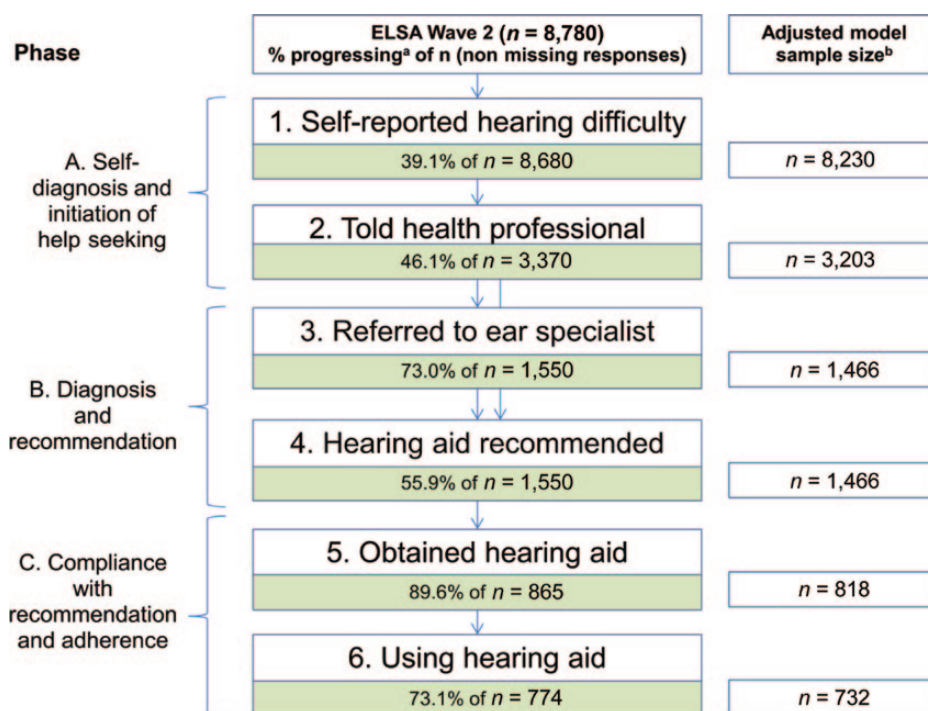 Phase
ELSA Wave 2 (n = 8,780)
% progressingᵃ of n (non missing responses)
Adjusted model
sample sizeᵇ
A. Self-
diagnosis and
initiation of
help seeking
1. Self-reported hearing difficulty
39.1% of n = 8,680
n = 8,230
2. Told health professional
46.1% of n = 3,370
n = 3,203
B. Diagnosis
and
recommendation
3. Referred to ear specialist
73.0% of n = 1,550
n = 1,466
4. Hearing aid recommended
55.9% of n = 1,550
n = 1,466
C. Compliance
with
recommendation
and adherence
5. Obtained hearing aid
89.6% of n = 865
n = 818
6. Using hearing aid
73.1% of n = 774
n = 732